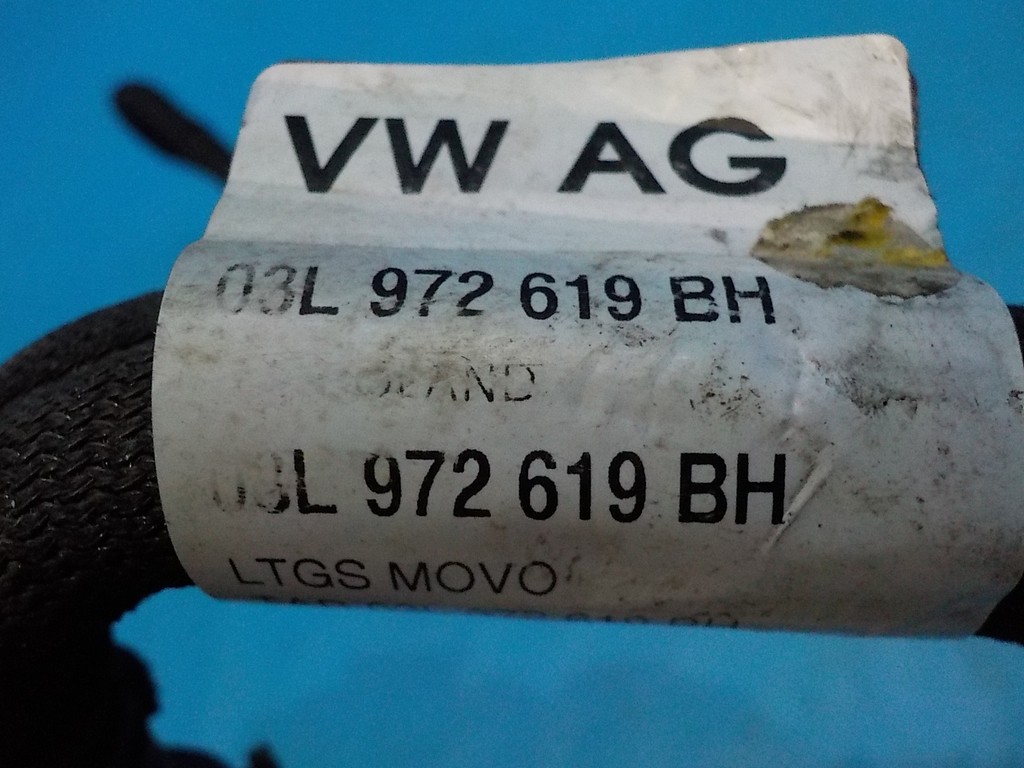 VW AG
03L 972 619 BH
03L 972 619 BH
LTGS MOVO